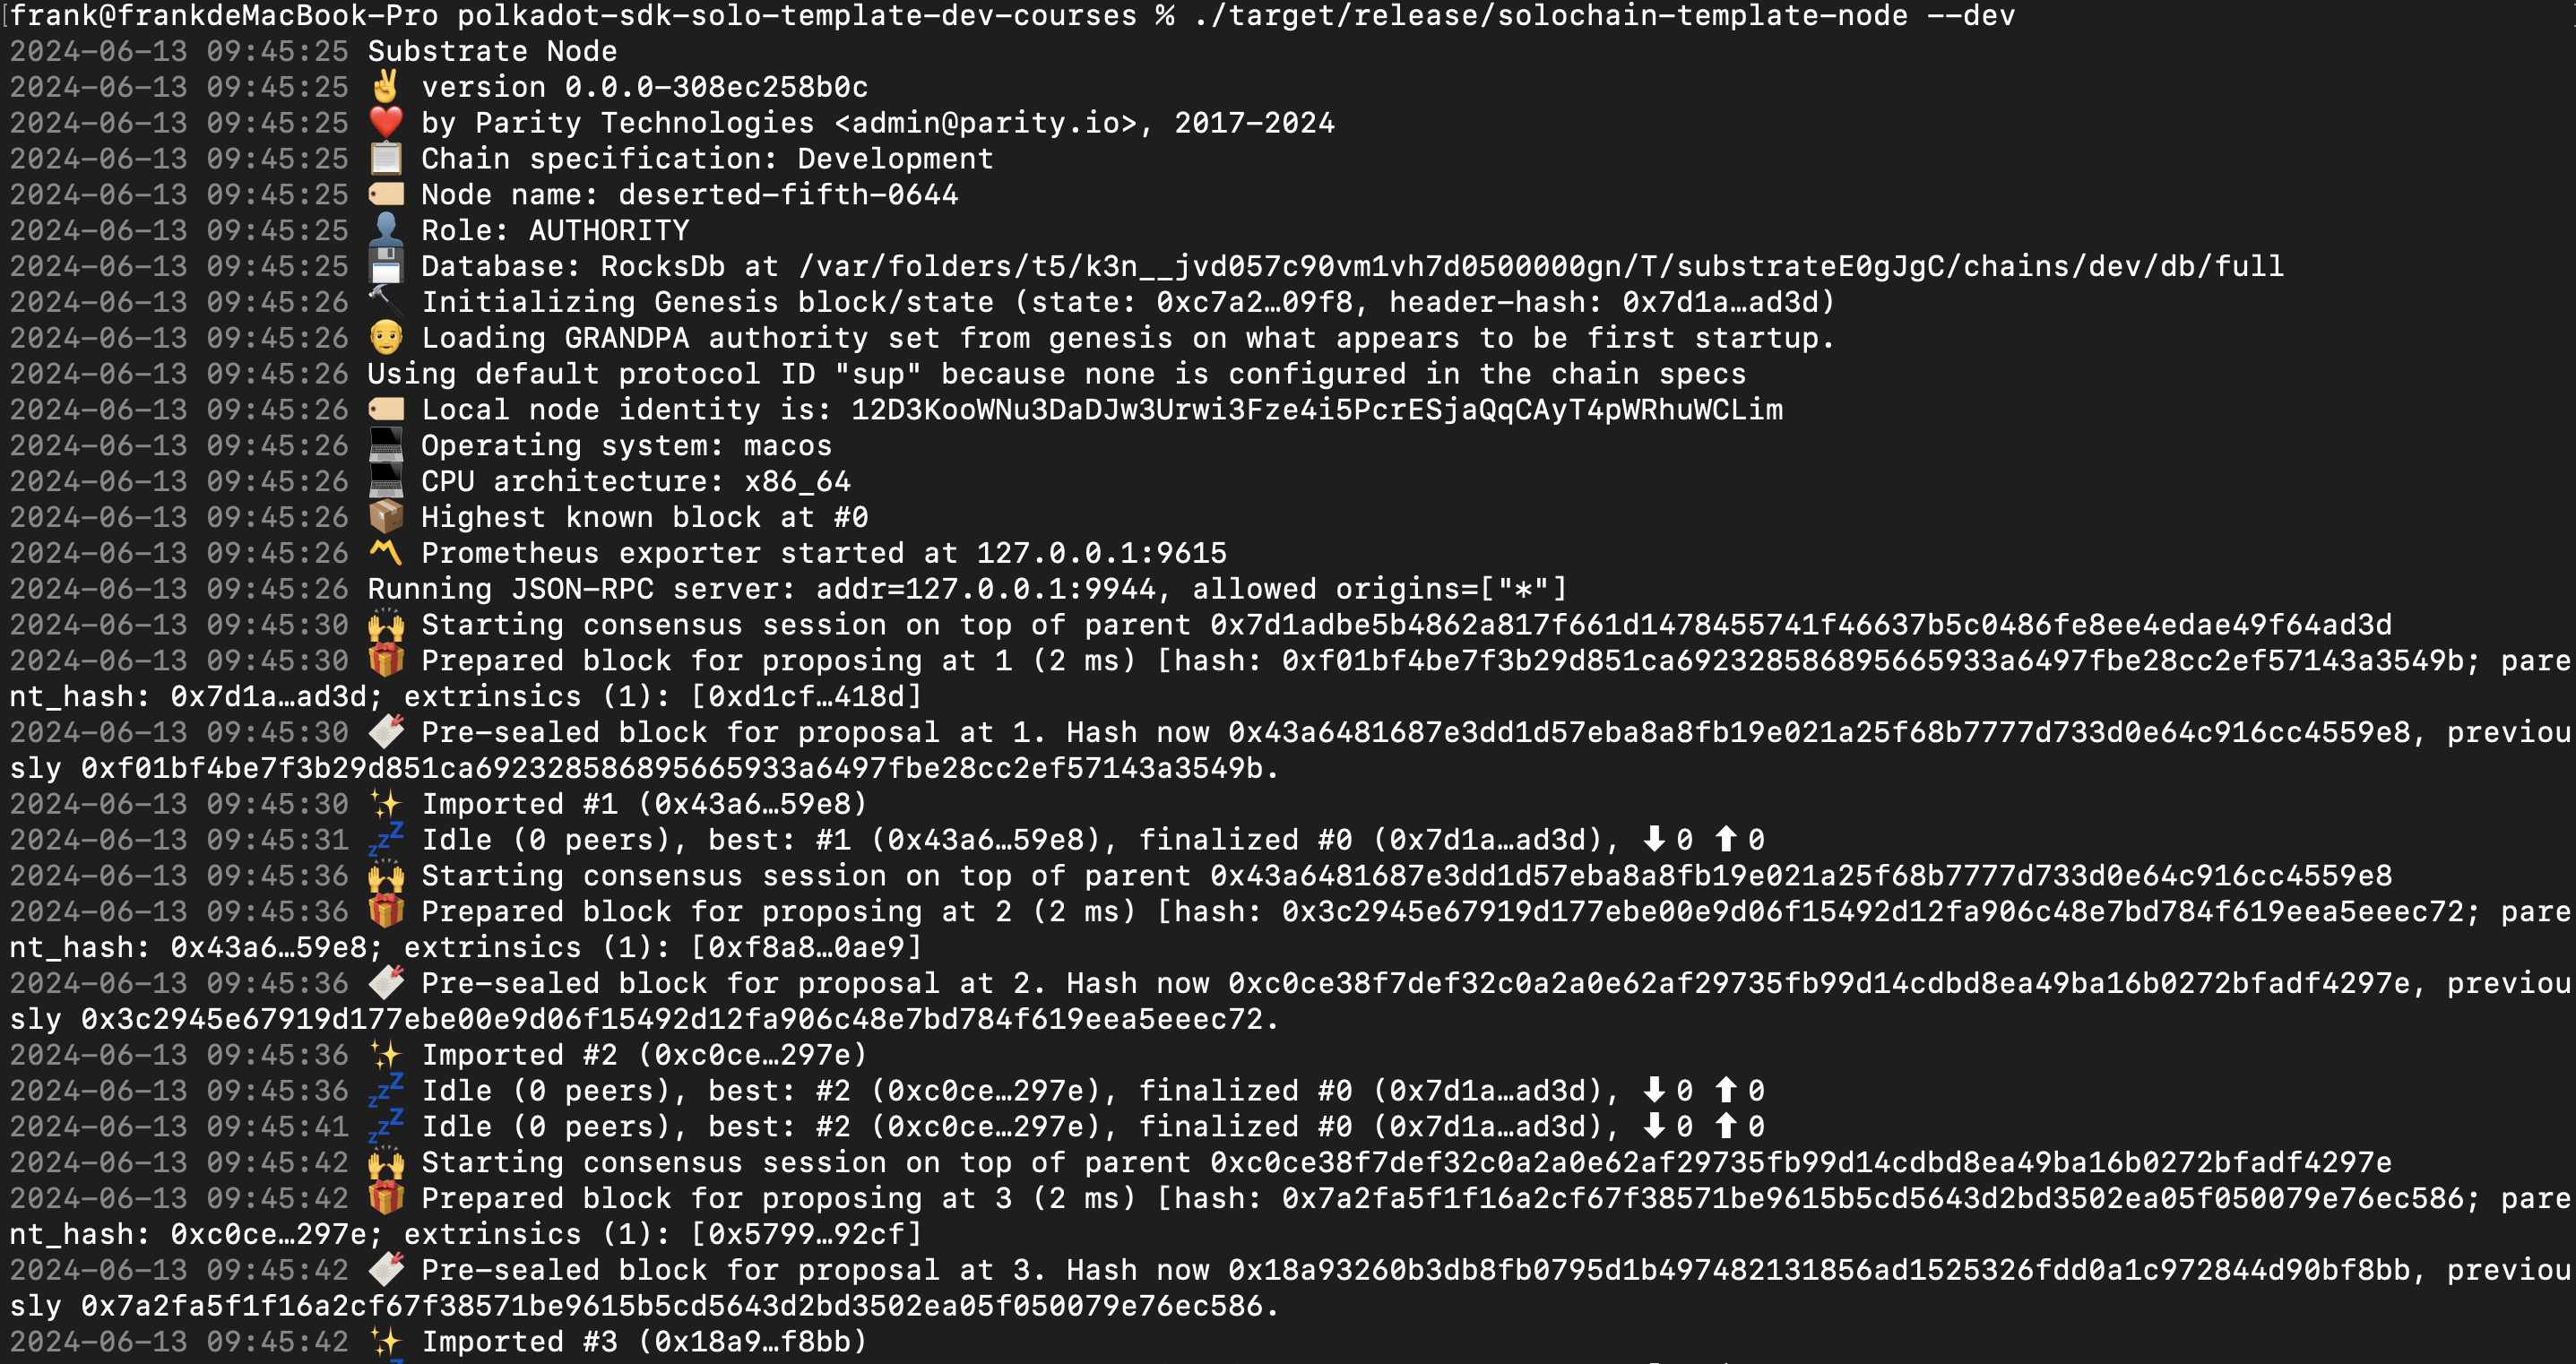 [frank@frankdeMacBook-Pro polkadot-sdk-solo-template-dev-courses % ./target/release/solochain-template-node --dev
2024-06-13 09:45:25 Substrate Node
2024-06-13 09:45:25 ✌️ version 0.0.0-308ec258b0c
2024-06-13 09:45:25 ❤️ by Parity Technologies <admin@parity.io>, 2017-2024
2024-06-13 09:45:25 📋 Chain specification: Development
2024-06-13 09:45:25 🏷 Node name: deserted-fifth-0644
2024-06-13 09:45:25 👤 Role: AUTHORITY
2024-06-13 09:45:25 💾 Database: RocksDb at /var/folders/t5/k3n__jvd057c90vm1vh7d0500000gn/T/substrateE0gJgC/chains/dev/db/full
2024-06-13 09:45:26 🔨 Initializing Genesis block/state (state: 0xc7a2…09f8, header-hash: 0x7d1a…ad3d)
2024-06-13 09:45:26 👴 Loading GRANDPA authority set from genesis on what appears to be first startup.
2024-06-13 09:45:26 Using default protocol ID "sup" because none is configured in the chain specs
2024-06-13 09:45:26 🏷 Local node identity is: 12D3KooWNu3DaDJw3Urwi3Fze4i5PcrESjaQqCAyT4pWRhuWCLim
2024-06-13 09:45:26 💻 Operating system: macos
2024-06-13 09:45:26 💻 CPU architecture: x86_64
2024-06-13 09:45:26 📦 Highest known block at #0
2024-06-13 09:45:26 〽️ Prometheus exporter started at 127.0.0.1:9615
2024-06-13 09:45:26 Running JSON-RPC server: addr=127.0.0.1:9944, allowed origins=["*"]
2024-06-13 09:45:30 🙌 Starting consensus session on top of parent 0x7d1adbe5b4862a817f661d1478455741f46637b5c0486fe8ee4edae49f64ad3d
2024-06-13 09:45:30 🎁 Prepared block for proposing at 1 (2 ms) [hash: 0xf01bf4be7f3b29d851ca692328586895665933a6497fbe28cc2ef57143a3549b; pare
nt_hash: 0x7d1a…ad3d; extrinsics (1): [0xd1cf…418d]
2024-06-13 09:45:30 🔖 Pre-sealed block for proposal at 1. Hash now 0x43a6481687e3dd1d57eba8a8fb19e021a25f68b7777d733d0e64c916cc4559e8, previou
sly 0xf01bf4be7f3b29d851ca692328586895665933a6497fbe28cc2ef57143a3549b.
2024-06-13 09:45:30 ✨ Imported #1 (0x43a6…59e8)
2024-06-13 09:45:31 💤 Idle (0 peers), best: #1 (0x43a6…59e8), finalized #0 (0x7d1a…ad3d), ⬇ 0 ⬆ 0
2024-06-13 09:45:36 🙌 Starting consensus session on top of parent 0x43a6481687e3dd1d57eba8a8fb19e021a25f68b7777d733d0e64c916cc4559e8
2024-06-13 09:45:36 🎁 Prepared block for proposing at 2 (2 ms) [hash: 0x3c2945e67919d177ebe00e9d06f15492d12fa906c48e7bd784f619eea5eeec72; pare
nt_hash: 0x43a6…59e8; extrinsics (1): [0xf8a8…0ae9]
2024-06-13 09:45:36 🔖 Pre-sealed block for proposal at 2. Hash now 0xc0ce38f7def32c0a2a0e62af29735fb99d14cdbd8ea49ba16b0272bfadf4297e, previou
sly 0x3c2945e67919d177ebe00e9d06f15492d12fa906c48e7bd784f619eea5eeec72.
2024-06-13 09:45:36 ✨ Imported #2 (0xc0ce…297e)
2024-06-13 09:45:36 💤 Idle (0 peers), best: #2 (0xc0ce…297e), finalized #0 (0x7d1a…ad3d), ⬇ 0 ⬆ 0
2024-06-13 09:45:41 💤 Idle (0 peers), best: #2 (0xc0ce…297e), finalized #0 (0x7d1a…ad3d), ⬇ 0 ⬆ 0
2024-06-13 09:45:42 🙌 Starting consensus session on top of parent 0xc0ce38f7def32c0a2a0e62af29735fb99d14cdbd8ea49ba16b0272bfadf4297e
2024-06-13 09:45:42 🎁 Prepared block for proposing at 3 (2 ms) [hash: 0x7a2fa5f1f16a2cf67f38571be9615b5cd5643d2bd3502ea05f050079e76ec586; pare
nt_hash: 0xc0ce…297e; extrinsics (1): [0x5799…92cf]
2024-06-13 09:45:42 🔖 Pre-sealed block for proposal at 3. Hash now 0x18a93260b3db8fb0795d1b497482131856ad1525326fdd0a1c972844d90bf8bb, previou
sly 0x7a2fa5f1f16a2cf67f38571be9615b5cd5643d2bd3502ea05f050079e76ec586.
2024-06-13 09:45:42 ✨ Imported #3 (0x18a9…f8bb)